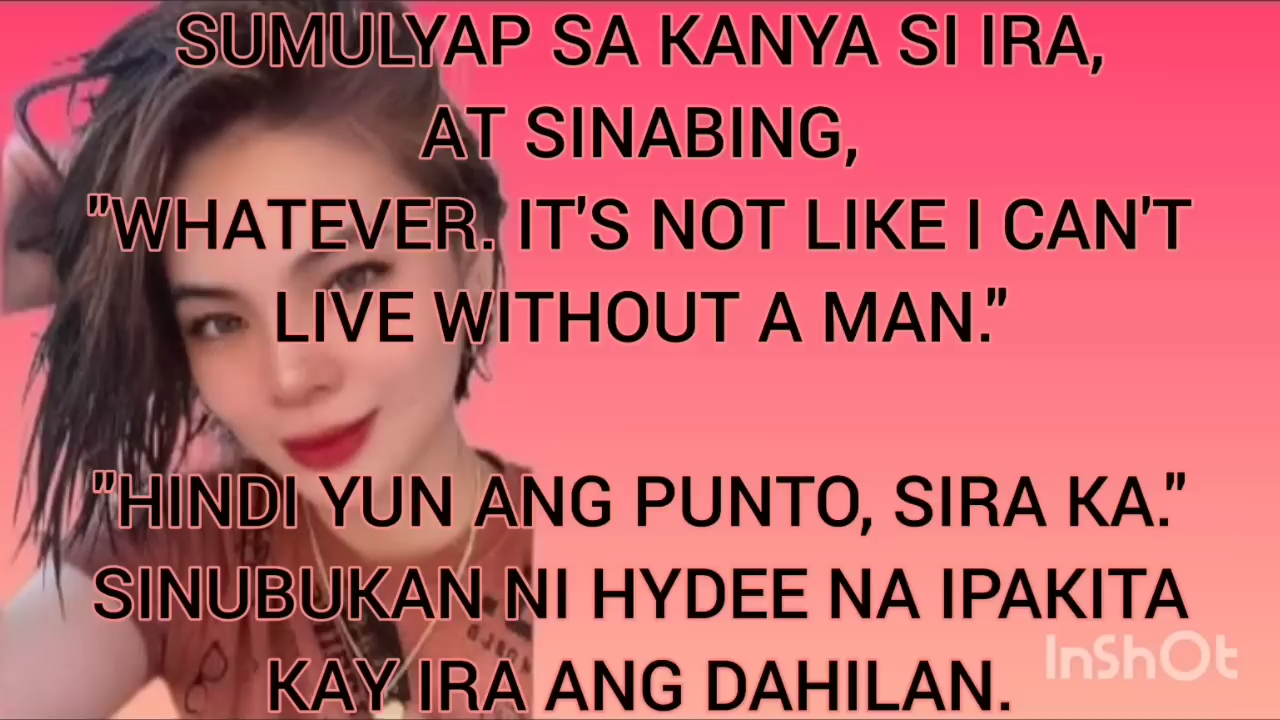 SUMULYAP SA KANYA SI IRA,
AT SINABING,
"WHATEVER. IT'S NOT LIKE I CAN'T
LIVE WITHOUT A MAN."
"HINDI YUN ANG PUNTO, SIRA KA."
SINUBUKAN NI HYDEE NA IPAKITA
KAY IRA ANG DAHILAN.
InShOt